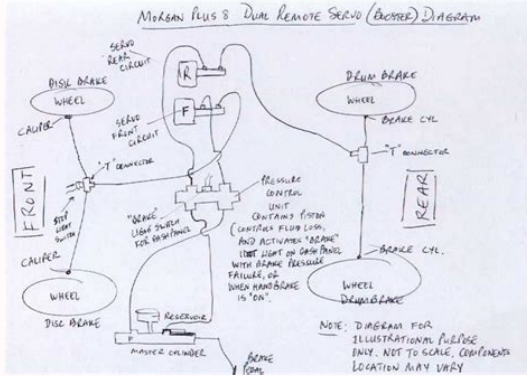 MORGAN PLUS 8 DUAL REMOTE SERVO (BOOSTER) DIAGRAM
SERVO
REAR
CIRCUIT
R
DISK BRAKE
WHEEL
CALIPER
SERVO
FRONT
CIRCUIT
F
DRUM BRAKE
WHEEL
BRAKE CYL
"T" CONNECTOR
"T" CONNECTOR
FRONT
STOP
LIGHT
SWITCH
"BRAKE"
LIGHT SWITCH
FOR DASH PANEL
PRESSURE
CONTROL
UNIT
CONTAINS PISTON
(CONTROLS FLUID LOSS,
AND ACTIVATES "BRAKE"
LIGHT ON DASH PANEL
WITH BRAKE PRESSURE
FAILURE, OR
WHEN HANDBRAKE
IS "ON".
REAR
CALIPER
WHEEL
DISC BRAKE
BRAKE CYL.
WHEEL
DRUM BRAKE
RESERVOIR
F
MASTER CYLINDER
BRAKE
PEDAL
NOTE: DIAGRAM FOR
ILLUSTRATIONAL PURPOSE
ONLY. NOT TO SCALE, COMPONENTS
LOCATION MAY VARY